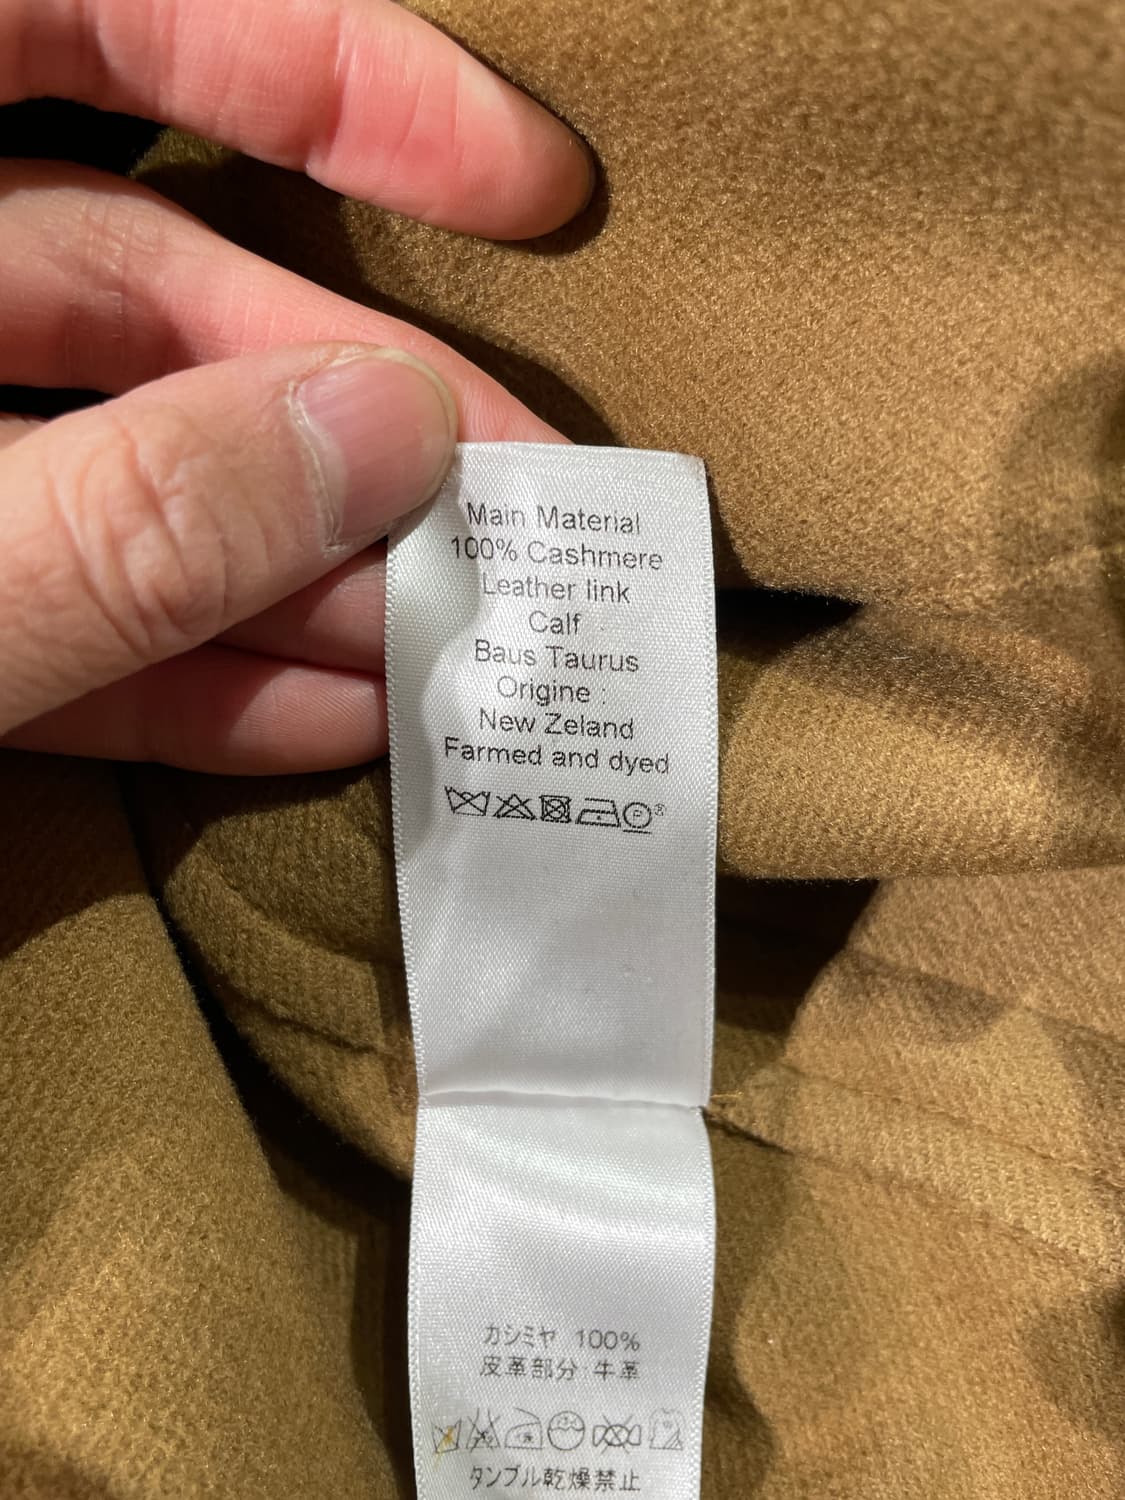 Main Material
100% Cashmere
Leather link
Calf
Baus Taurus
Origine :
New Zeland
Farmed and dyed
P ®
カシミヤ 100%
皮革部分:牛革
タンブル乾燥禁止